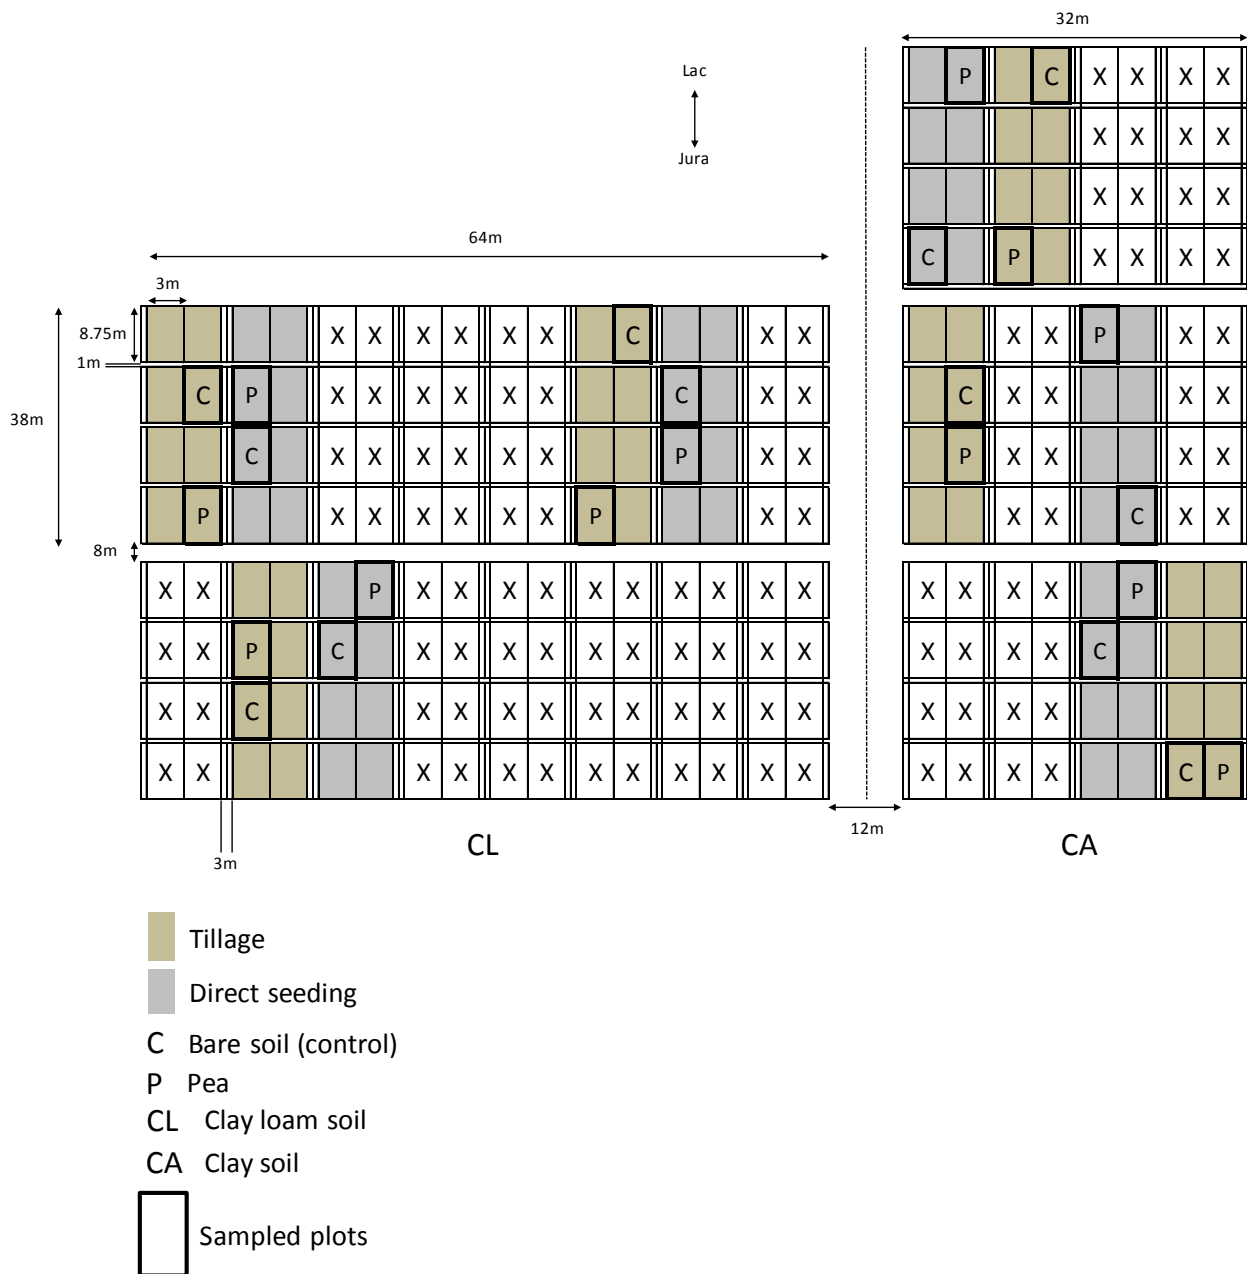 32m
Lac
P C X X X X
X X X X
Jura
X X X X
64m
C P X X X X
3m
8.75m
X X X X X X C X X X X P X X
1m
C P X X X X X X C X X C X X X X
38m
C X X X X X X P X X P X X X X
P X X X X X X P X X X X C X X
8m
X X P X X X X X X X X X X X X X X P
X X P C X X X X X X X X X X X X X X C
X X C X X X X X X X X X X X X X X
X X X X X X X X X X X X X X X X C P
12m
3m
CL
CA
Tillage
Direct seeding
C Bare soil (control)
P Pea
CL Clay loam soil
CA Clay soil
Sampled plots